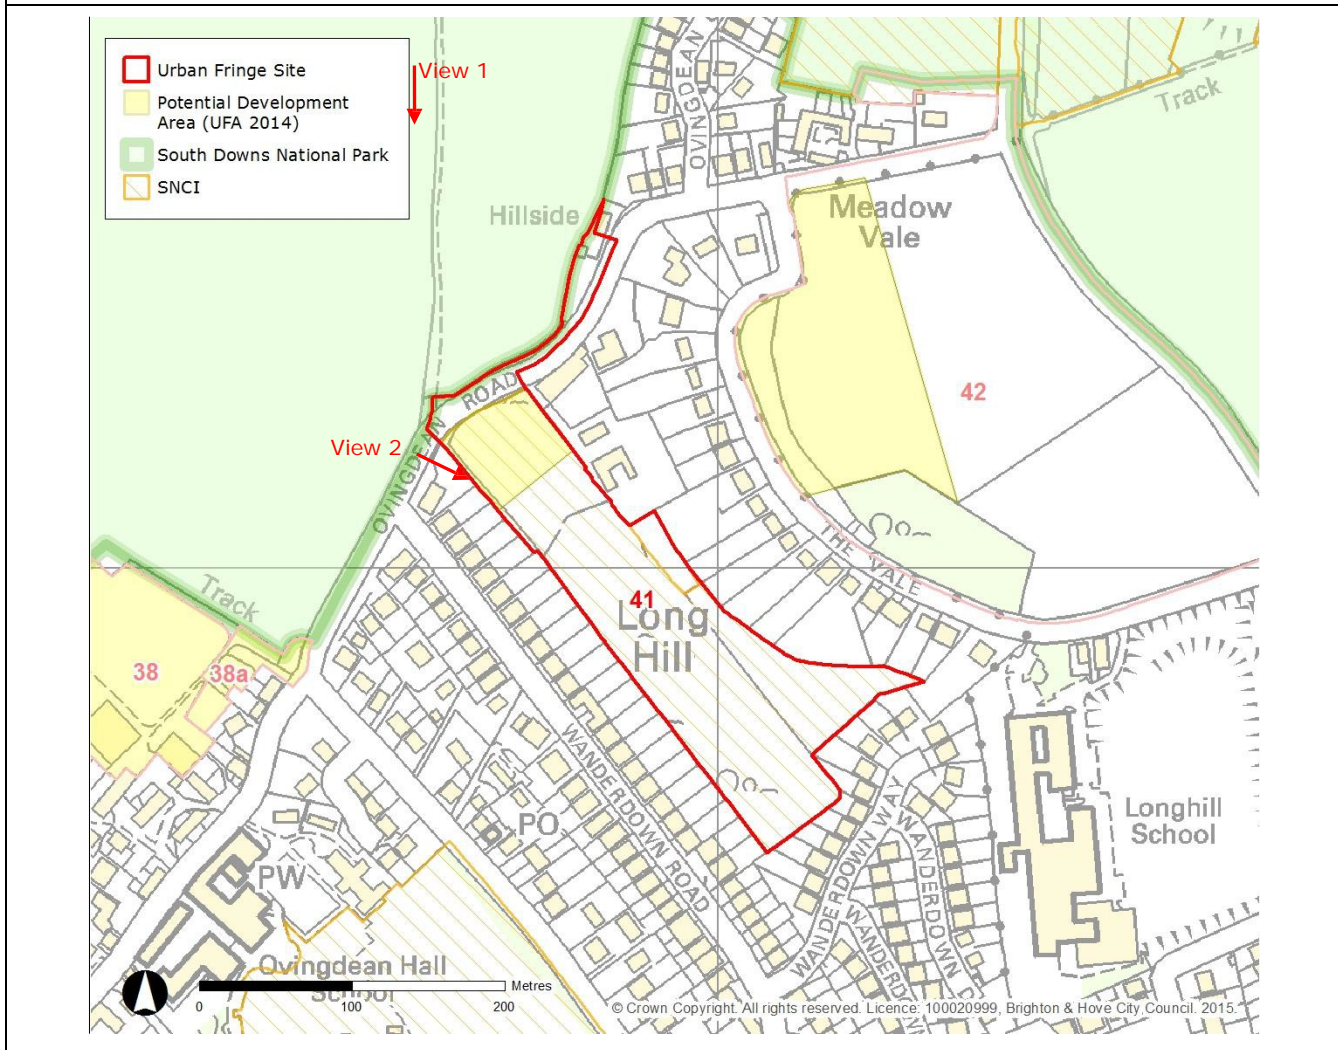 Urban Fringe Site
View 1
Potential Development
Area (UFA 2014)
South Downs National Park
SNCI
OVINGDEAN
Track
Hillside
Meadow
Vale
42
ROAD
OVINGDEAN
View 2
THE VALE
Track
41
Long
Hill
38
38a
WANDERDOWN ROAD
PO
PW
WANDERDOWN WAY
WANDERDOWN
WANDERD
Longhill
School
Ovingdean Hall
School
0
100
200
Metres
© Crown Copyright. All rights reserved. Licence: 100020999, Brighton & Hove City Council. 2015.